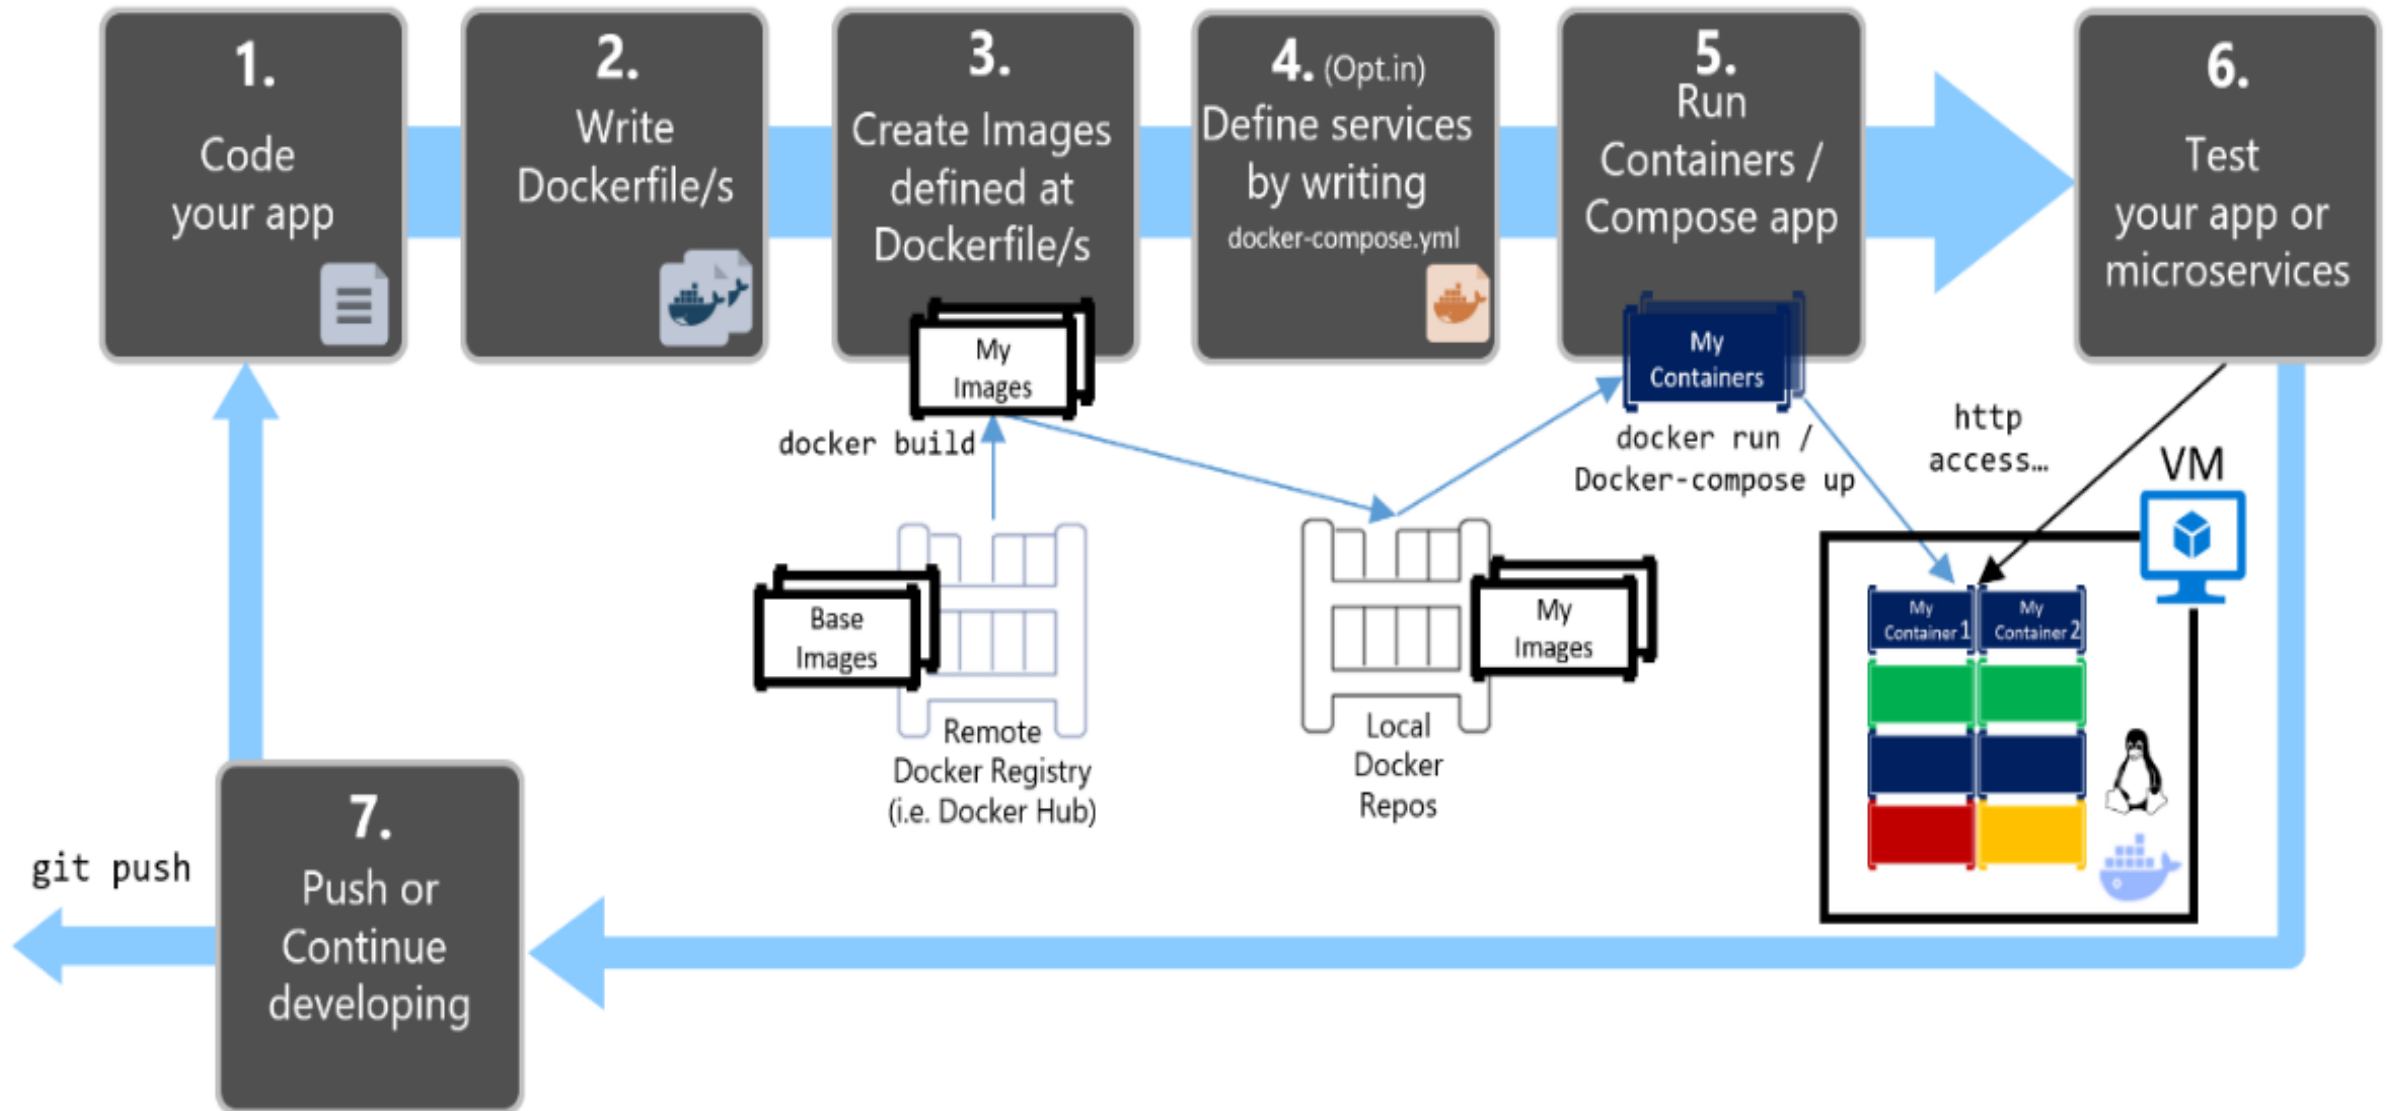 1.
Code
your app
2.
Write
Dockerfile/s
3.
Create Images
defined at
Dockerfile/s
My
Images
4. (Opt.in)
Define services
by writing
docker-compose.yml
5.
Run
Containers /
Compose app
My
Containers
6.
Test
your app or
microservices
docker build
docker run /
Docker-compose up
http
access…
VM
Base
Images
Remote
Docker Registry
(i.e. Docker Hub)
My
Images
Local
Docker
Repos
My
Container 1
My
Container 2
7.
Push or
Continue
developing
git push